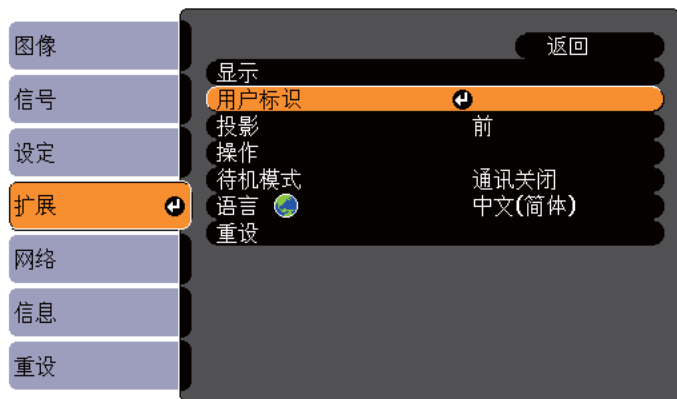 图像
信号
设定
扩展
网络
信息
重设
返回
显示
用户标识
投影 前
操作
待机模式 通讯关闭
语言 中文(简体)
重设